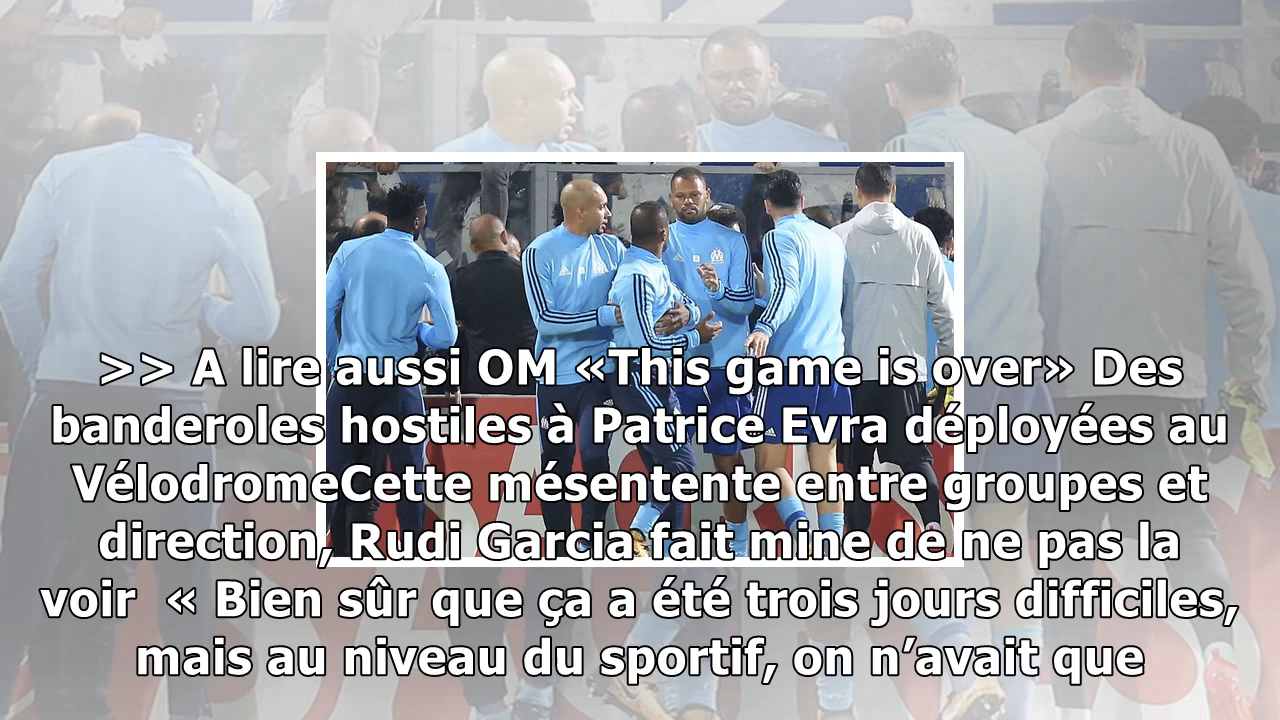 >> A lire aussi OM «This game is over» Des
banderoles hostiles à Patrice Evra déployées au
VélodromeCette mésentente entre groupes et
direction, Rudi Garcia fait mine de ne pas la
voir  « Bien sûr que ça a été trois jours difficiles,
mais au niveau du sportif, on n’avait que